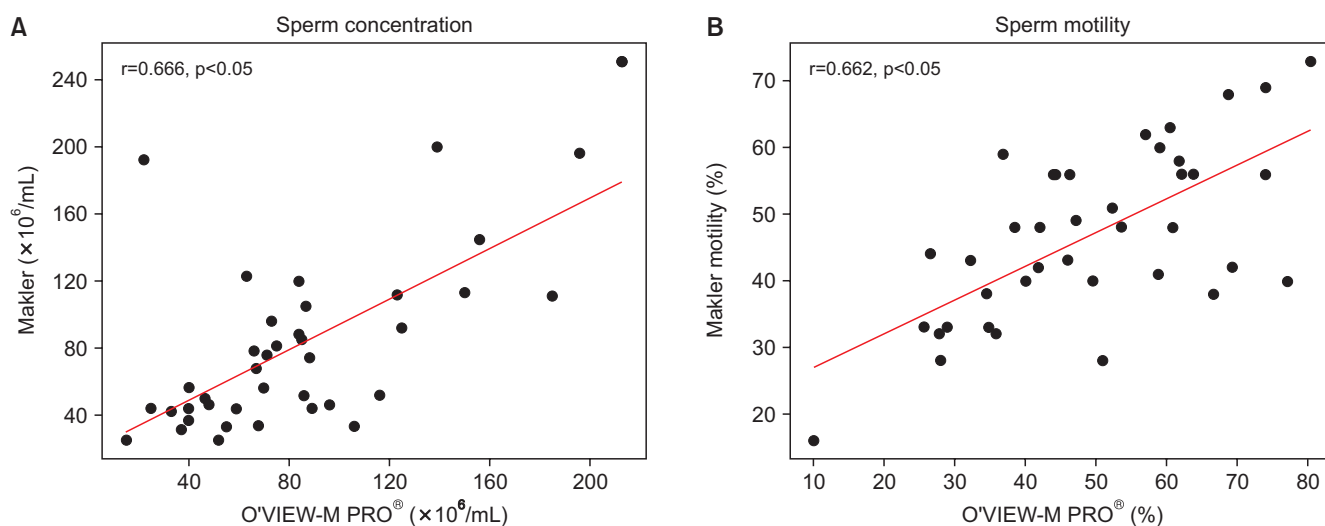 A
Sperm concentration
r=0.666, p<0.05
Makler (×10⁶/mL)
240
200
160
120
80
40
40
80
120
160
200
O'VIEW-M PRO® (×10⁶/mL)
B
Sperm motility
r=0.662, p<0.05
Makler motility (%)
70
60
50
40
30
20
10
20
30
40
50
60
70
80
O'VIEW-M PRO® (%)